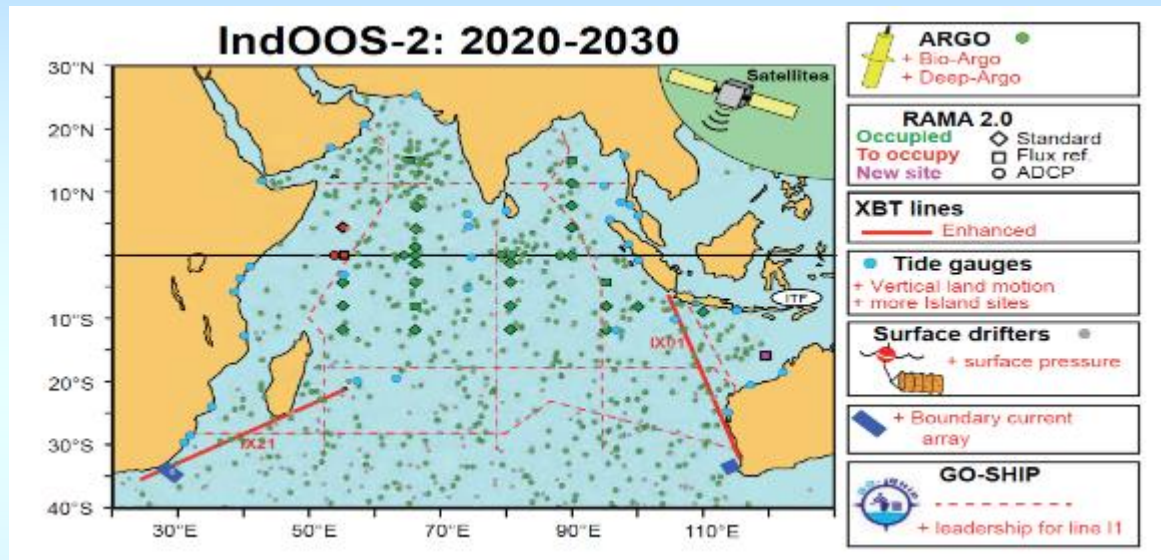 IndOOS-2: 2020-2030
30°N
20°N
10°N
0°
10°S
20°S
30°S
40°S
30°E
50°E
70°E
90°E
110°E
Satellites
ITF
IX01
IX21
ARGO
+ Bio-Argo
+ Deep-Argo
RAMA 2.0
Occupied
Standard
To occupy
Flux ref.
New site
ADCP
XBT lines
Enhanced
Tide gauges
+ Vertical land motion
+ more Island sites
Surface drifters
+ surface pressure
+ Boundary current
array
GO-SHIP
GO-SHIP
+ leadership for line I1